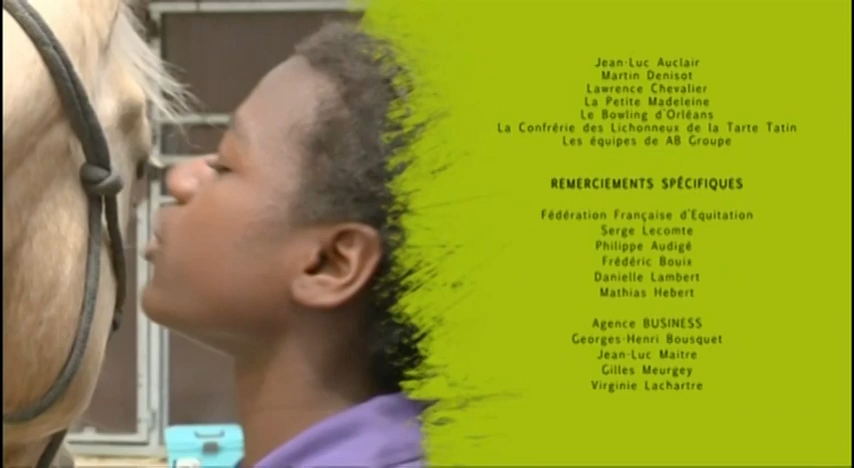 Jean-Luc Auclair
Martin Denisot
Lawrence Chevalier
La Petite Madeleine
Le Bowling d'Orléans
La Confrérie des Lichonneux de la Tarte Tatin
Les équipes de AB Groupe
REMERCIEMENTS SPÉCIFIQUES
Fédération Française d'Equitation
Serge Lecomte
Philippe Audigé
Frédéric Bouix
Danielle Lambert
Mathias Hebert
Agence BUSINESS
Georges-Henri Bousquet
Jean-Luc Maitre
Gilles Meurgey
Virginie Lachartre